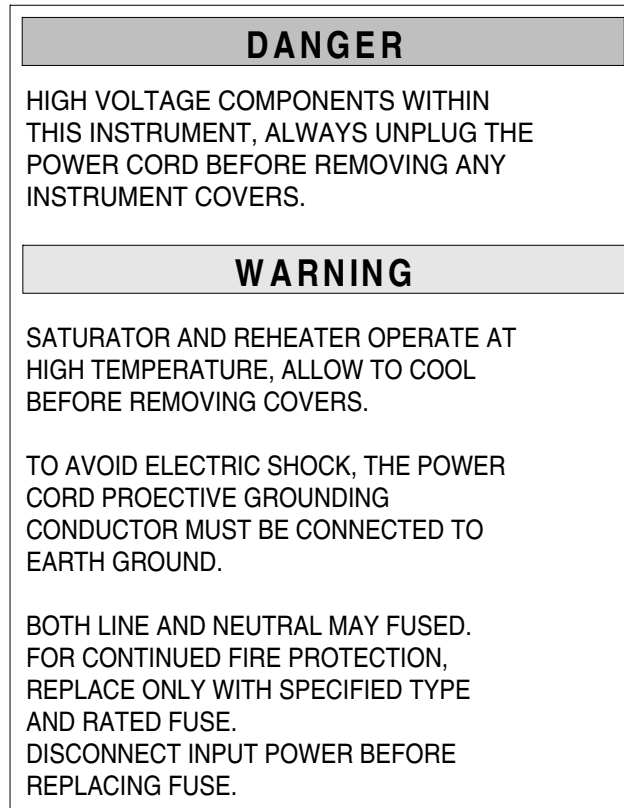 DANGER
HIGH VOLTAGE COMPONENTS WITHIN
THIS INSTRUMENT, ALWAYS UNPLUG THE
POWER CORD BEFORE REMOVING ANY
INSTRUMENT COVERS.
WARNING
SATURATOR AND REHEATER OPERATE AT
HIGH TEMPERATURE, ALLOW TO COOL
BEFORE REMOVING COVERS.
TO AVOID ELECTRIC SHOCK, THE POWER
CORD PROECTIVE GROUNDING
CONDUCTOR MUST BE CONNECTED TO
EARTH GROUND.
BOTH LINE AND NEUTRAL MAY FUSED.
FOR CONTINUED FIRE PROTECTION,
REPLACE ONLY WITH SPECIFIED TYPE
AND RATED FUSE.
DISCONNECT INPUT POWER BEFORE
REPLACING FUSE.